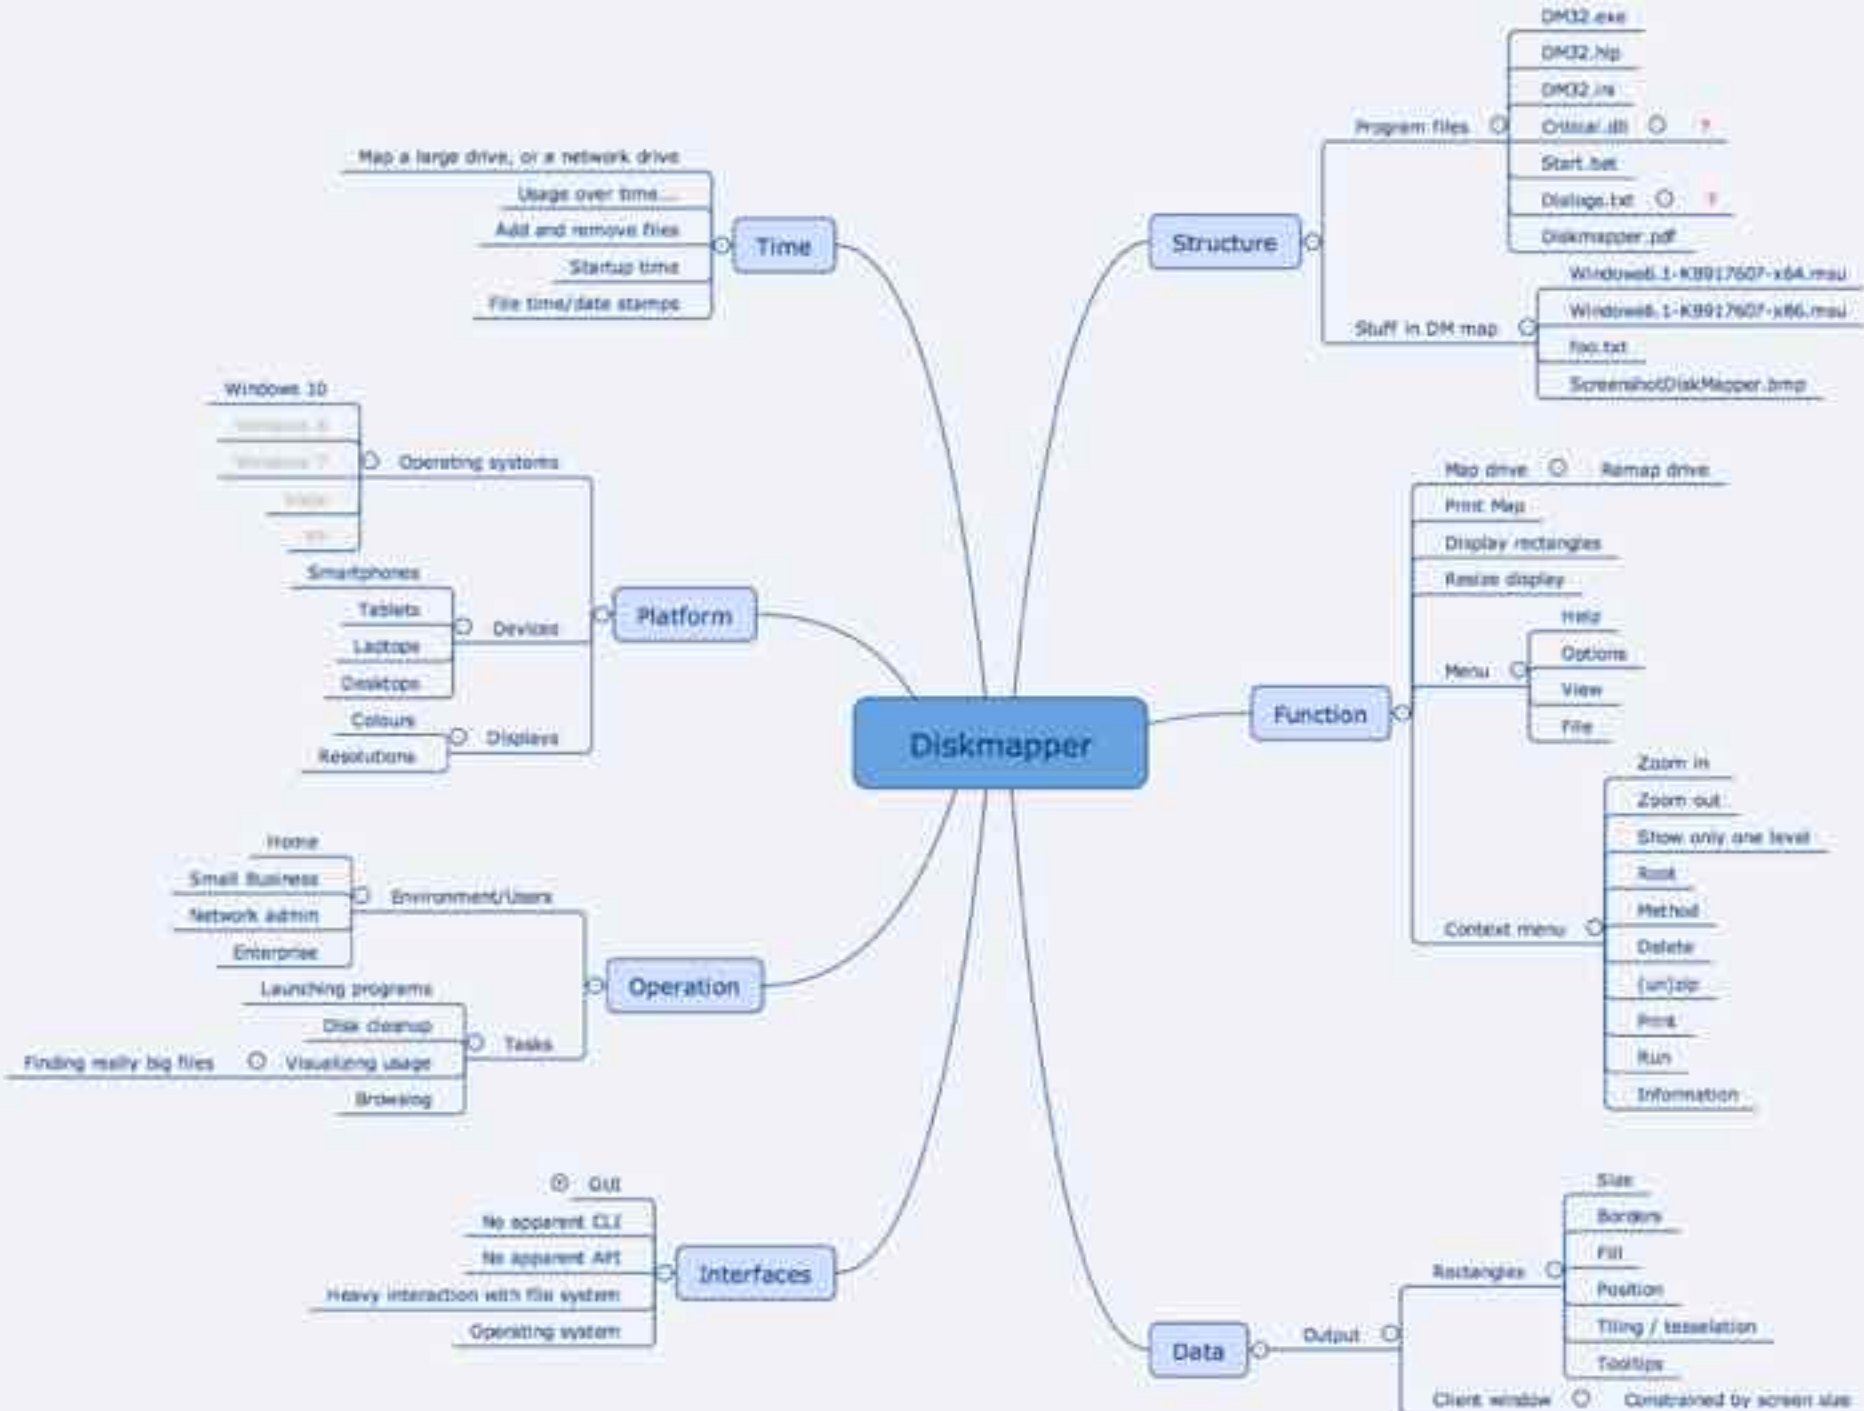 Diskmapper
Structure
Program files
DM32.exe
DM32.hlp
DM32.ini
Critical.dll
?
Start.bat
Dialogs.txt
?
Diskmapper.pdf
Stuff in DM map
Windows6.1-KB917607-x64.msu
Windows6.1-KB917607-x86.msu
foo.txt
ScreenshotDiskMapper.bmp
Function
Map drive
Remap drive
Print Map
Display rectangles
Resize display
Menu
Help
Options
View
File
Context menu
Zoom in
Zoom out
Show only one level
Root
Method
Delete
(un)zip
Print
Run
Information
Data
Output
Rectangles
Size
Borders
Fill
Position
Tiling / tesselation
Tooltips
Client window
Constrained by screen size
Time
Map a large drive, or a network drive
Usage over time...
Add and remove files
Startup time
File time/date stamps
Platform
Operating systems
Windows 10
Windows 8
Windows 7
Devices
Smartphones
Tablets
Laptops
Desktops
Displays
Colours
Resolutions
Operation
Environment/Users
Home
Small Business
Network admin
Enterprise
Tasks
Launching programs
Disk cleanup
Visualizing usage
Finding really big files
Browsing
Interfaces
GUI
No apparent CLI
No apparent API
Heavy interaction with file system
Operating system